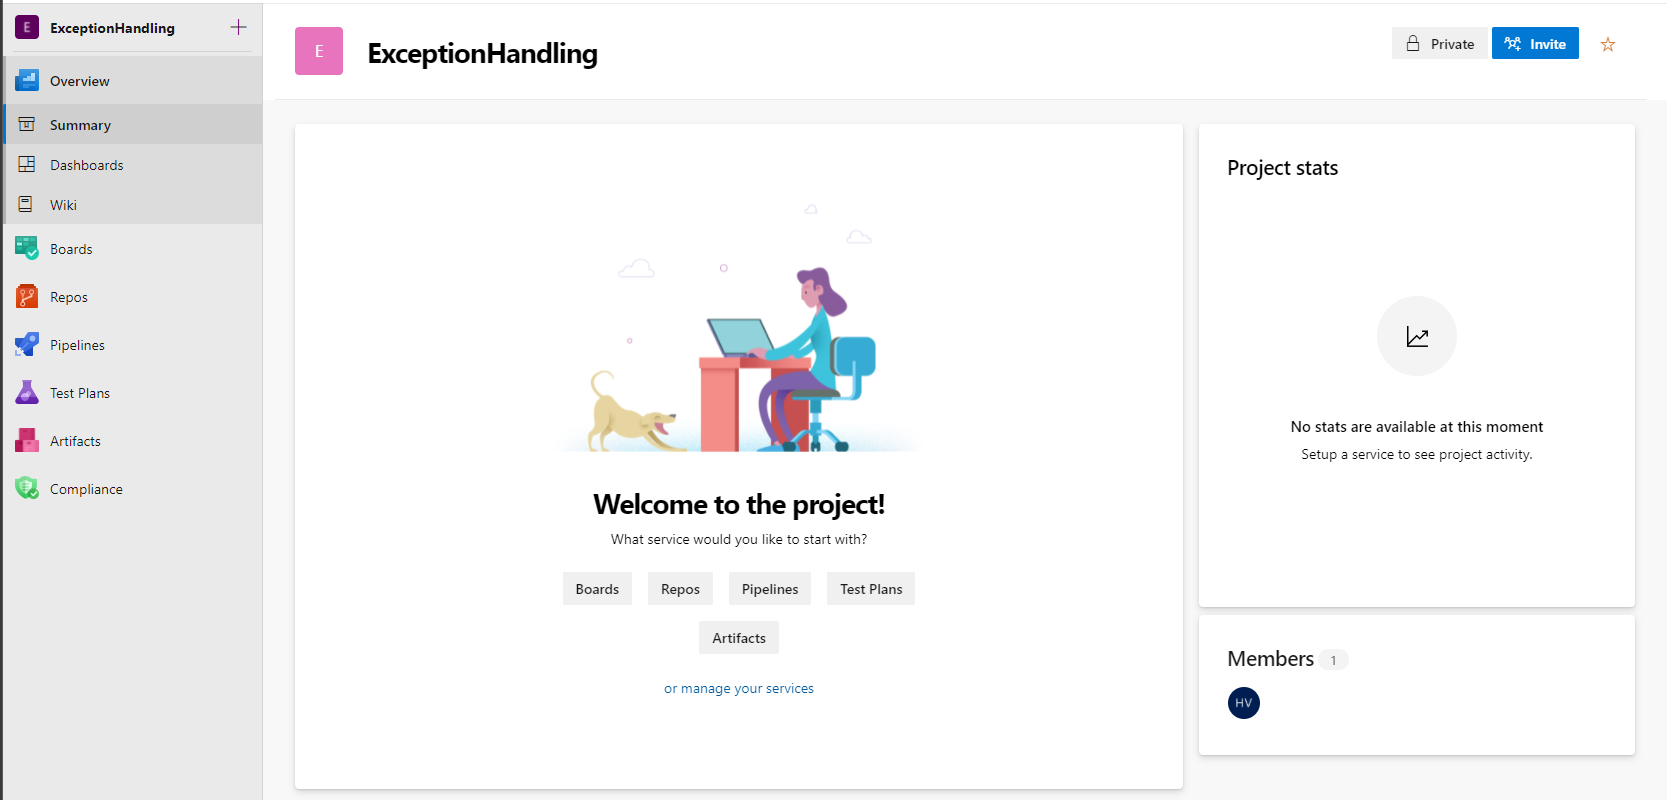 E ExceptionHandling
Overview
Summary
Dashboards
Wiki
Boards
Repos
Pipelines
Test Plans
Artifacts
Compliance
E ExceptionHandling
Private
Invite
Welcome to the project!
What service would you like to start with?
Boards Repos Pipelines Test Plans
Artifacts
or manage your services
Project stats
No stats are available at this moment
Setup a service to see project activity.
Members 1
HV